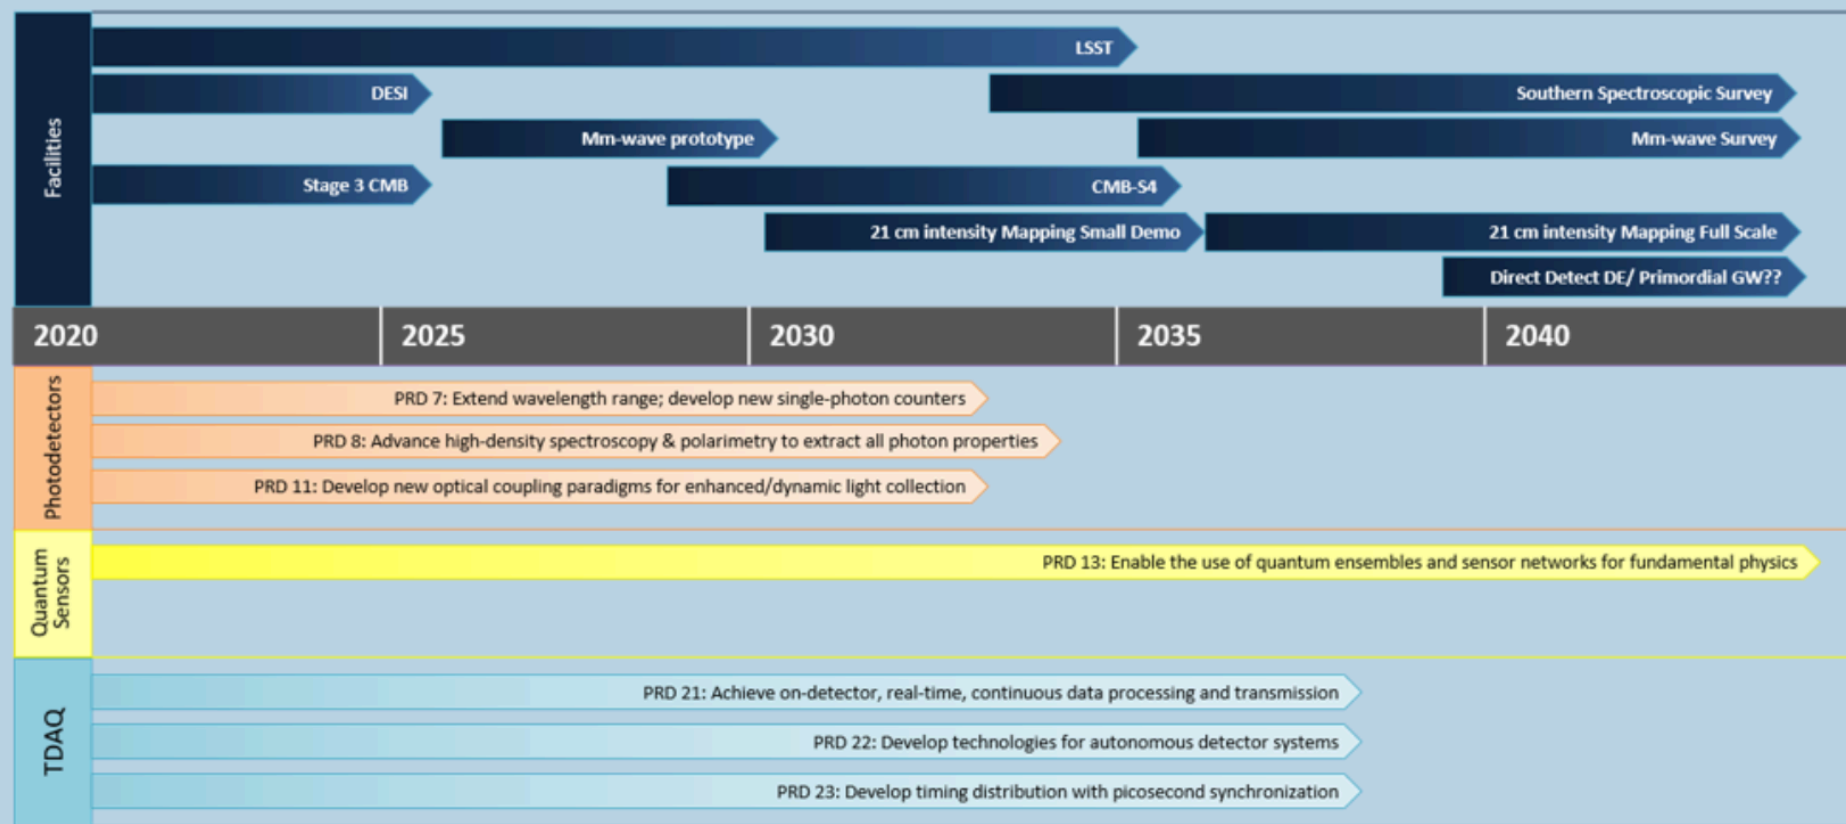 Facilities
LSST
DESI
Southern Spectroscopic Survey
Mm-wave prototype
Mm-wave Survey
Stage 3 CMB
CMB-S4
21 cm intensity Mapping Small Demo
21 cm intensity Mapping Full Scale
Direct Detect DE/ Primordial GW??
2020
2025
2030
2035
2040
Photodetectors
PRD 7: Extend wavelength range; develop new single-photon counters
PRD 8: Advance high-density spectroscopy & polarimetry to extract all photon properties
PRD 11: Develop new optical coupling paradigms for enhanced/dynamic light collection
Quantum
Sensors
PRD 13: Enable the use of quantum ensembles and sensor networks for fundamental physics
TDAQ
PRD 21: Achieve on-detector, real-time, continuous data processing and transmission
PRD 22: Develop technologies for autonomous detector systems
PRD 23: Develop timing distribution with picosecond synchronization